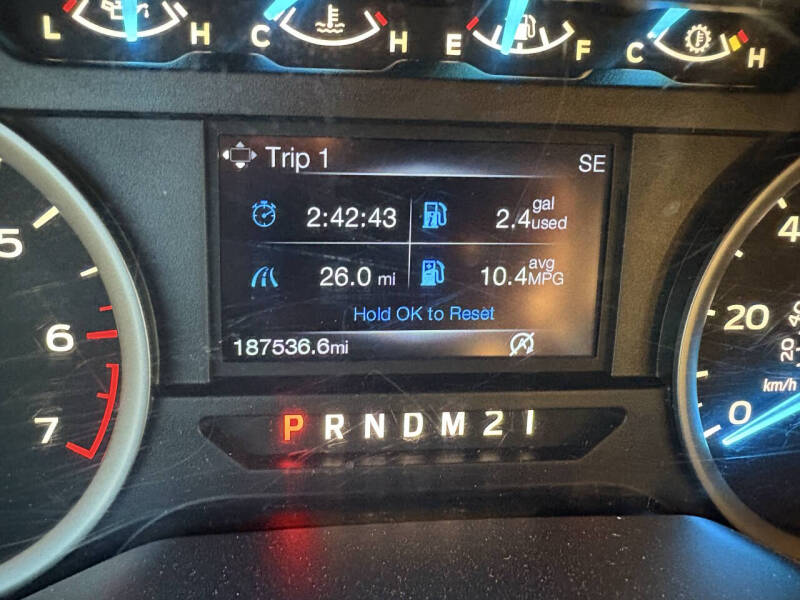 L H C H E F C H
Trip 1 SE
2:42:43 2.4 gal used
26.0 mi 10.4 avg MPG
Hold OK to Reset
187536.6mi
P R N D M 2 1
5
6
7
4
20
0
20
km/h